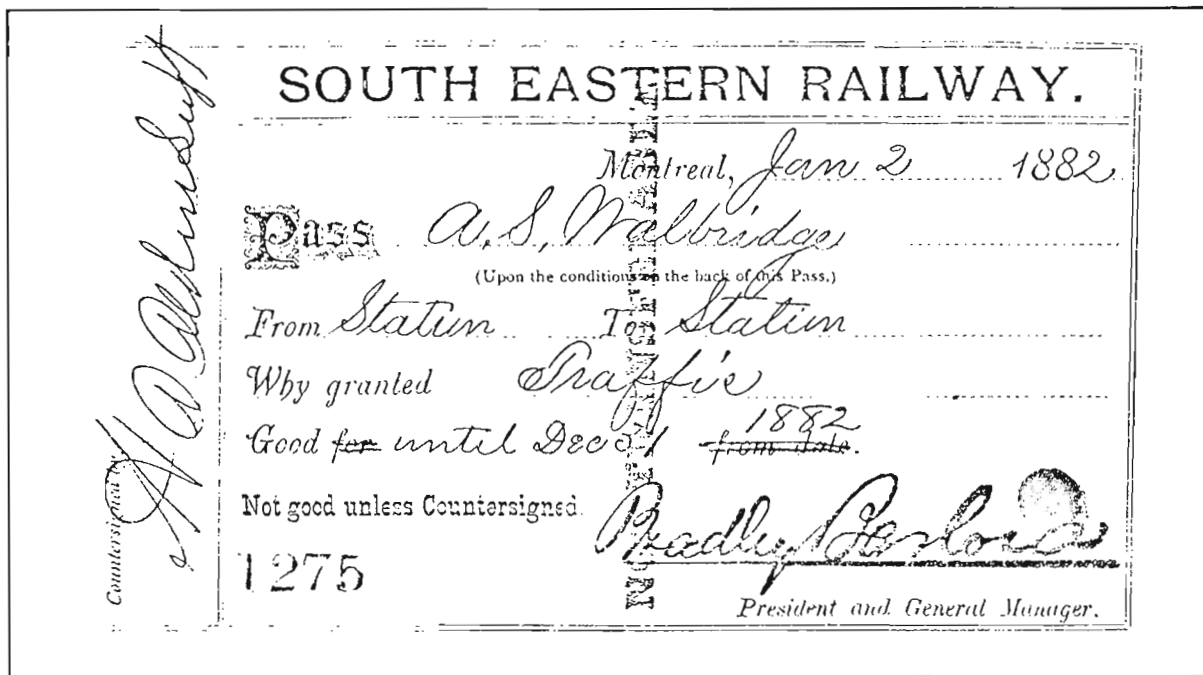 SOUTH EASTERN RAILWAY.
Montreal, Jan 2 1882
Pass A. S. Walbridge
(Upon the conditions on the back of this Pass.)
From Station To Station
Why granted Traffic
Good for until Dec 31 1882 from date.
Not good unless Countersigned.
Bradley Barlow
1275
President and General Manager.
Countersigned by